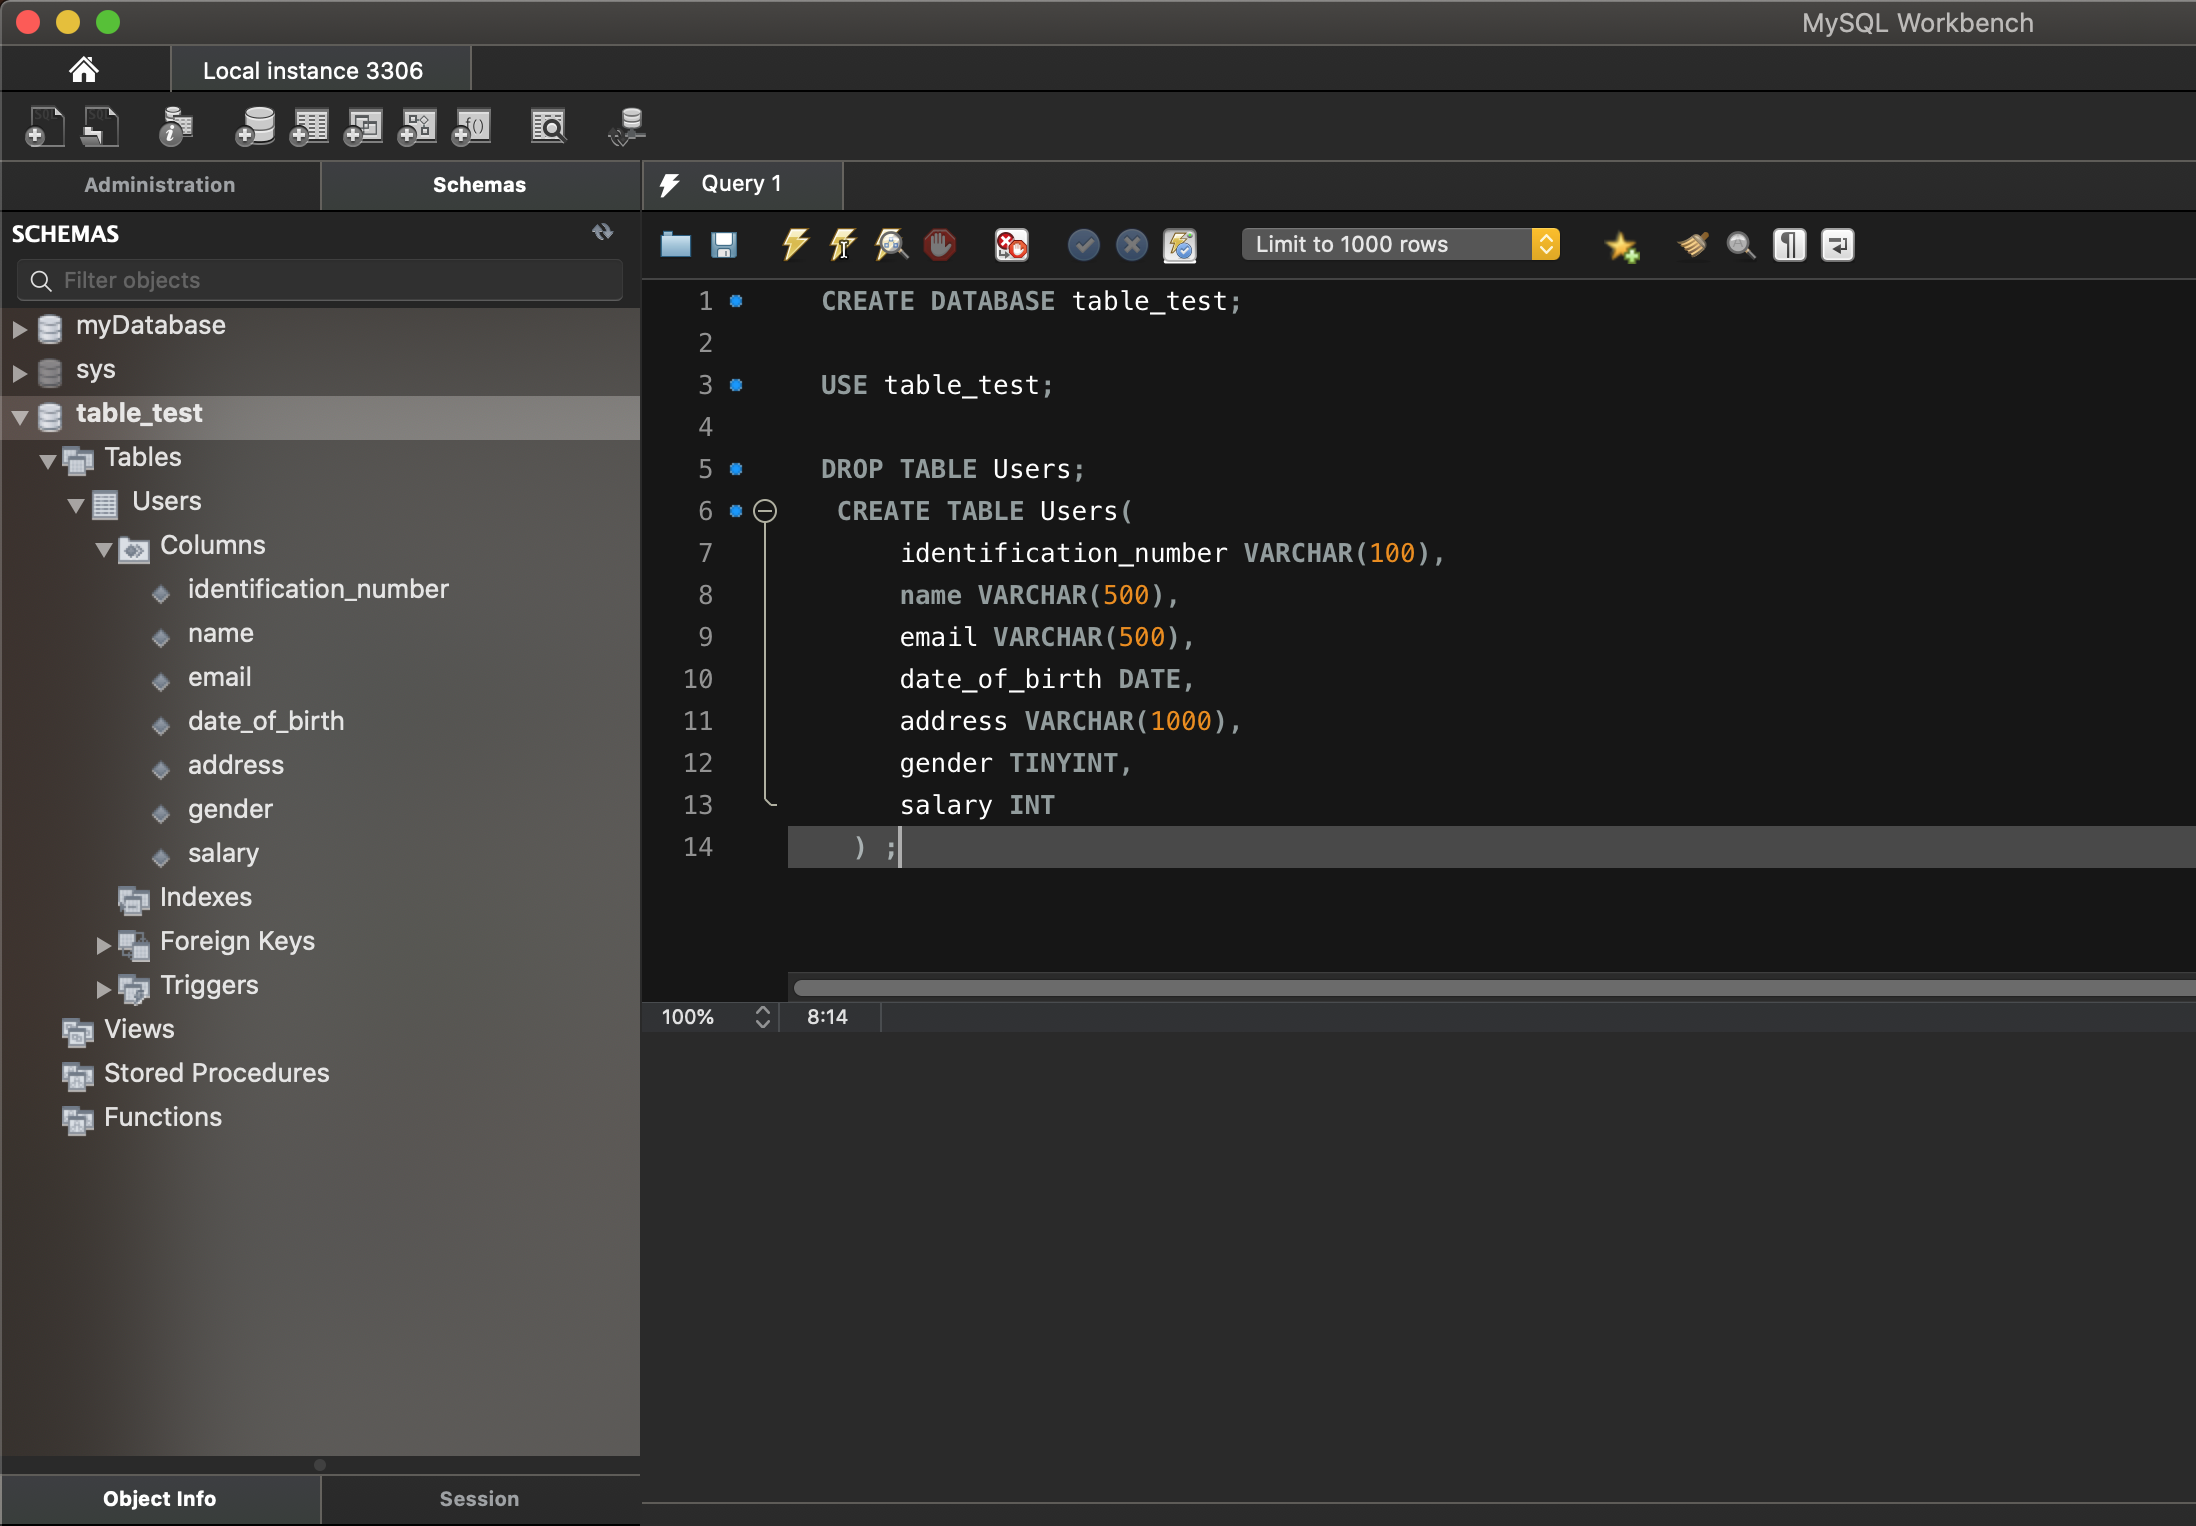 MySQL Workbench
Local instance 3306
Administration
Schemas
SCHEMAS
Filter objects
myDatabase
sys
table_test
Tables
Users
Columns
identification_number
name
email
date_of_birth
address
gender
salary
Indexes
Foreign Keys
Triggers
Views
Stored Procedures
Functions
Object Info
Session
Query 1
Limit to 1000 rows
1 CREATE DATABASE table_test;
2
3 USE table_test;
4
5 DROP TABLE Users;
6 CREATE TABLE Users(
7 identification_number VARCHAR(100),
8 name VARCHAR(500),
9 email VARCHAR(500),
10 date_of_birth DATE,
11 address VARCHAR(1000),
12 gender TINYINT,
13 salary INT
14 ) ;
100%
8:14